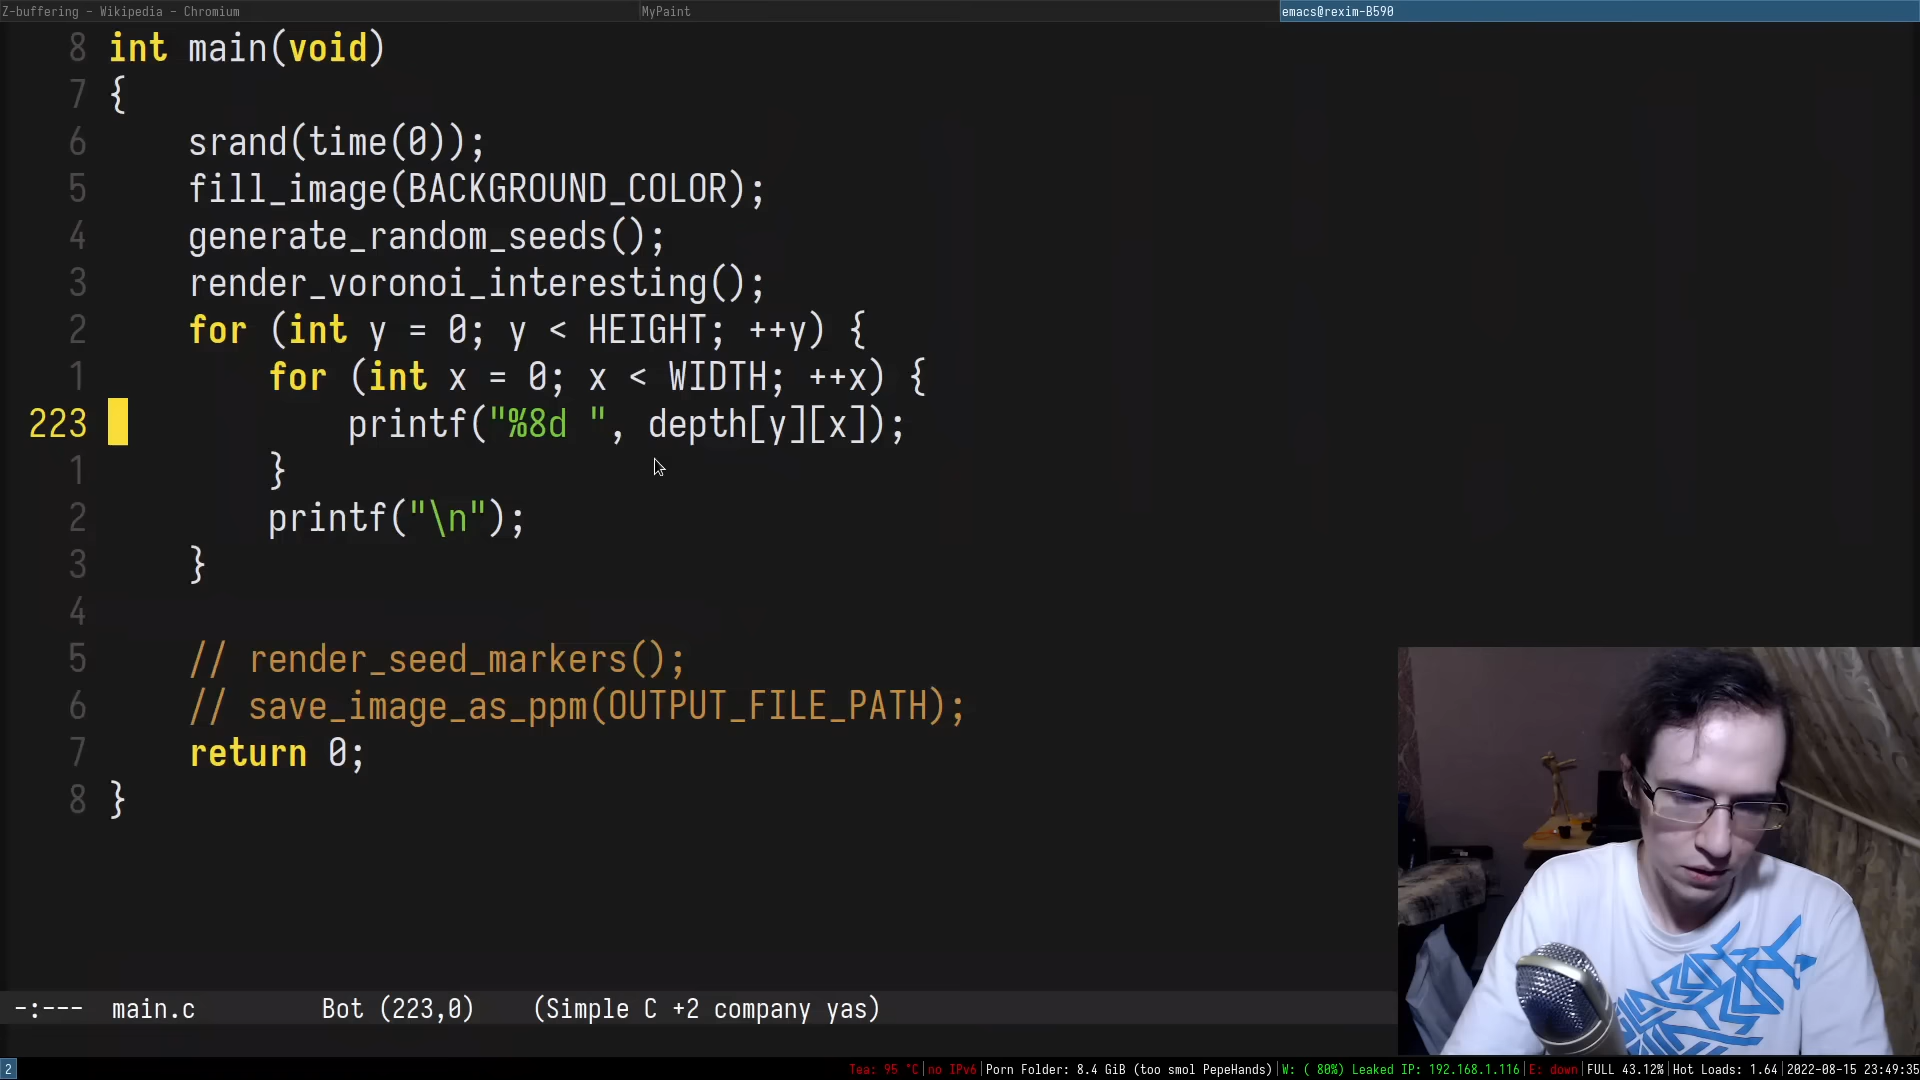 Z-buffering - Wikipedia - Chromium
MyPaint
emacs@rexim-B590
8 int main(void)
7 {
6     srand(time(0));
5     fill_image(BACKGROUND_COLOR);
4     generate_random_seeds();
3     render_voronoi_interesting();
2     for (int y = 0; y < HEIGHT; ++y) {
1         for (int x = 0; x < WIDTH; ++x) {
223             printf("%8d ", depth[y][x]);
1         }
2         printf("\n");
3     }
4
5     // render_seed_markers();
6     // save_image_as_ppm(OUTPUT_FILE_PATH);
7     return 0;
8 }
-:--- main.c Bot (223,0) (Simple C +2 company yas)
2 Tea: 95 °C|no IPv6|Porn Folder: 8.4 GiB (too smol PepeHands)|W: ( 80%) Leaked IP: 192.168.1.116|E: down|FULL 43.12%|Hot Loads: 1.64|2022-08-15 23:49:35